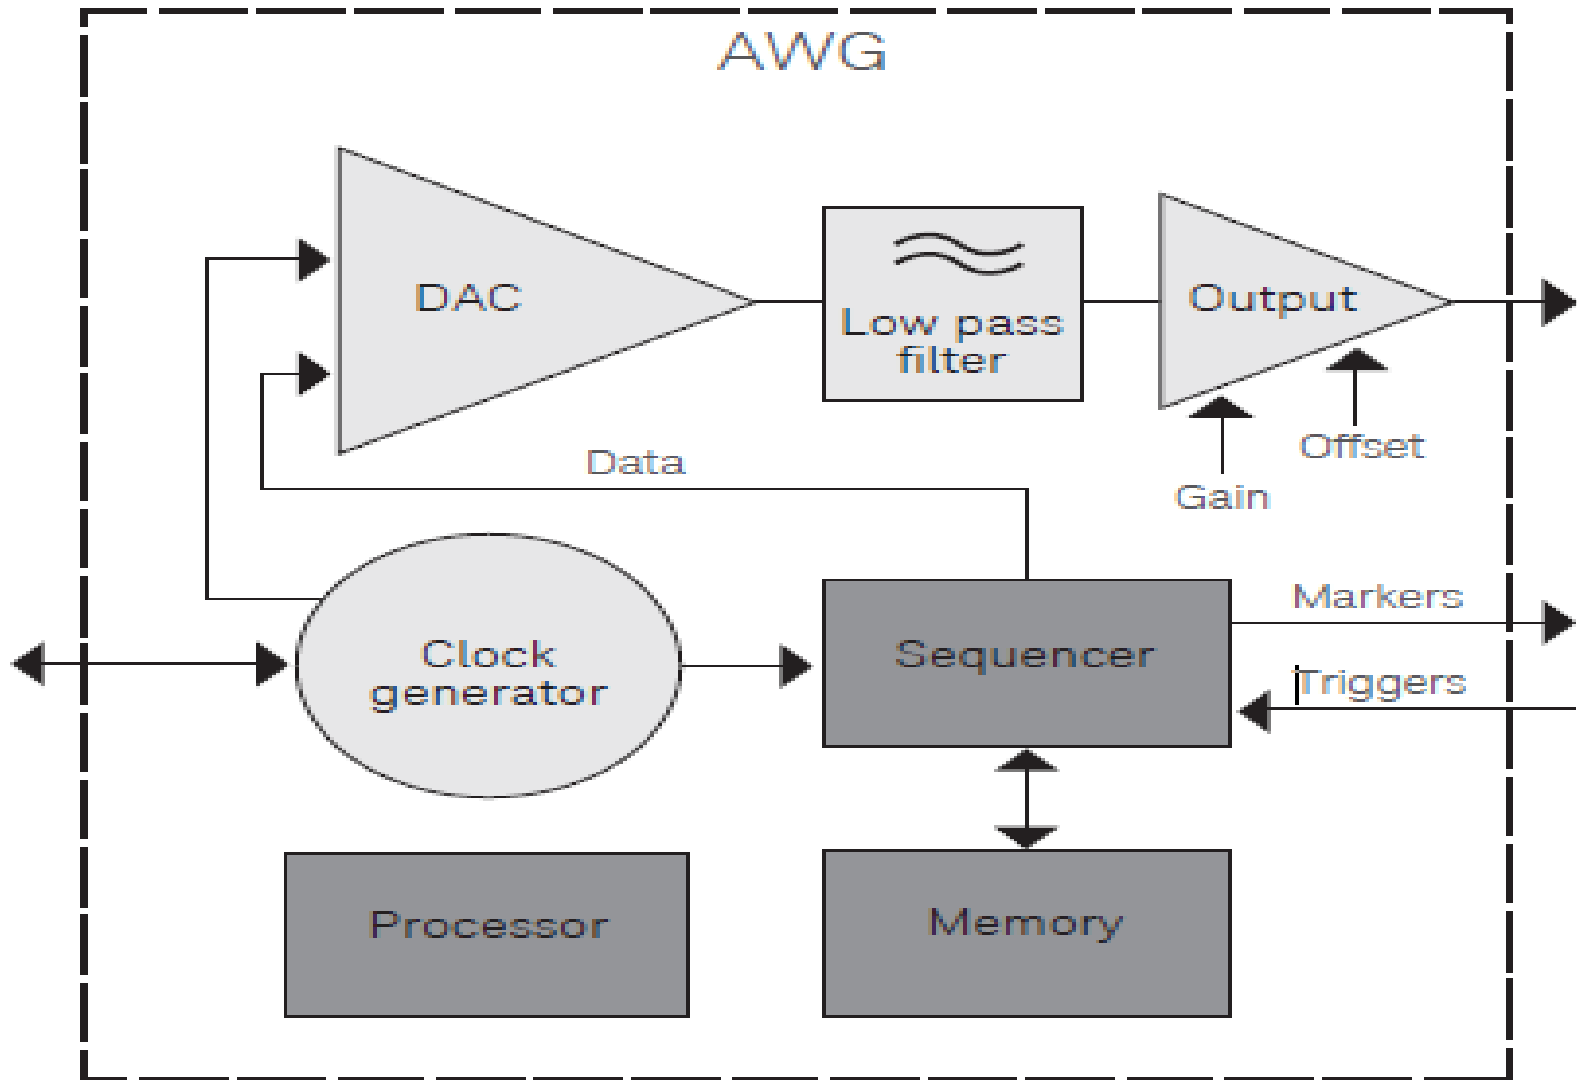 AWG
DAC
Low pass
filter
Output
Offset
Gain
Data
Clock
generator
Sequencer
Markers
Triggers
Processor
Memory